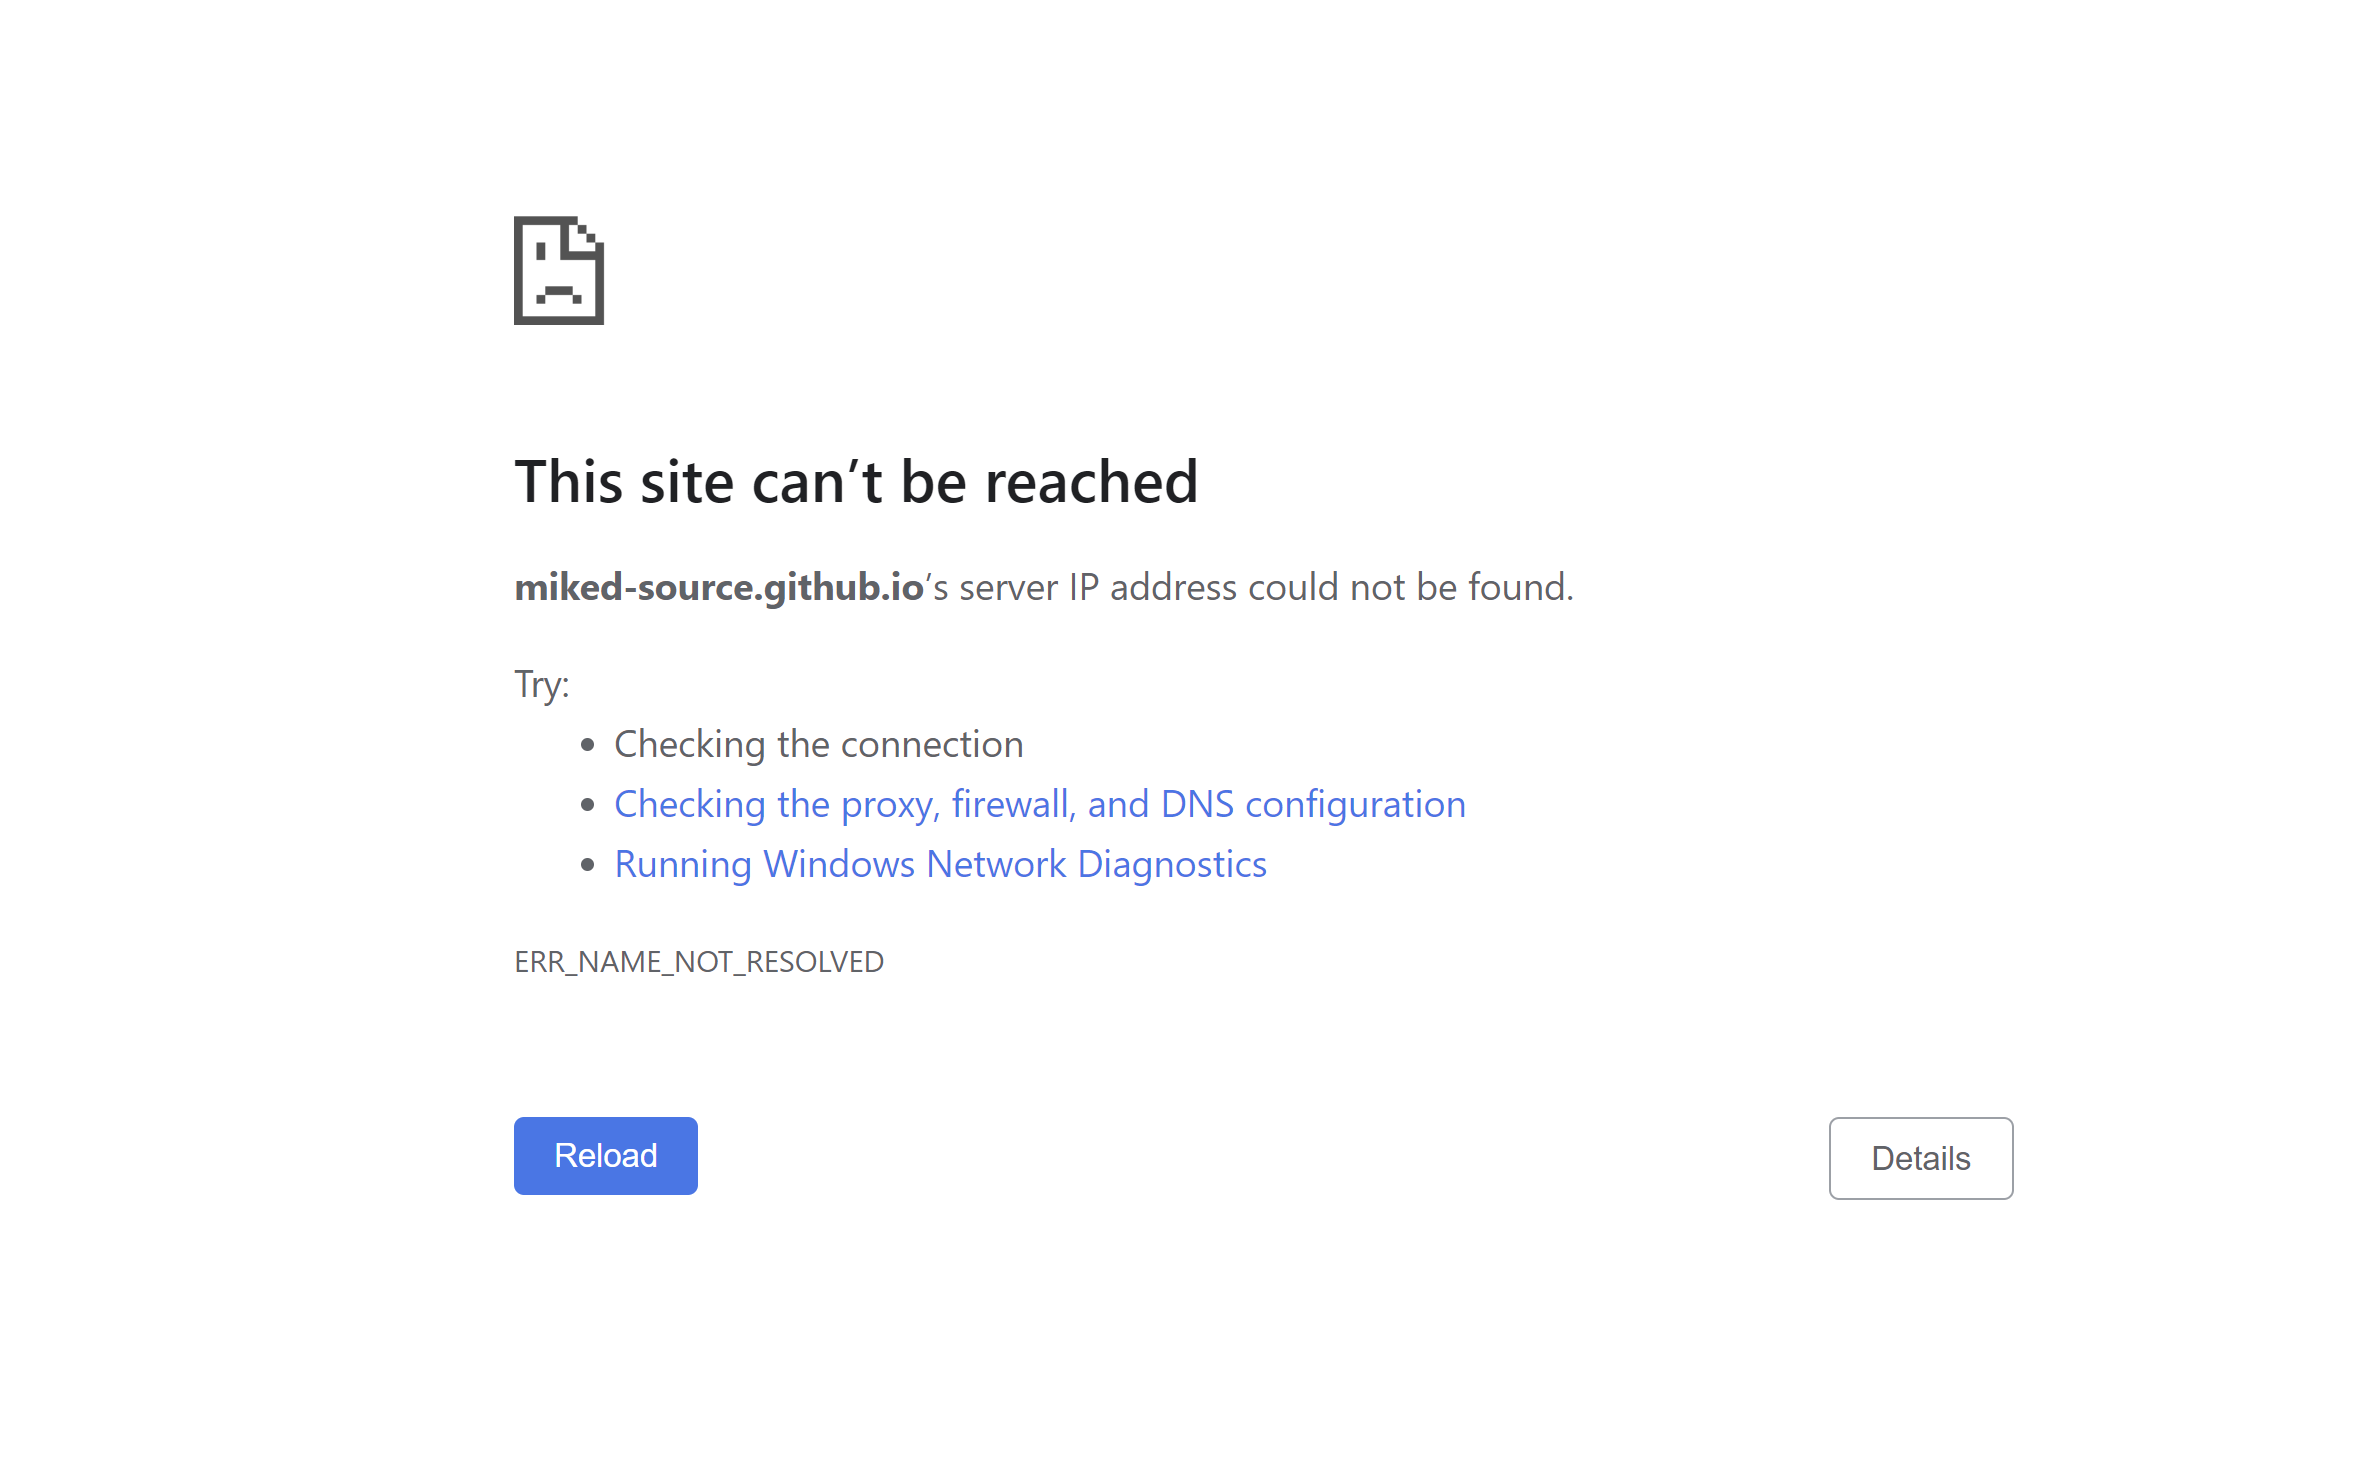 This site can’t be reached
miked-source.github.io’s server IP address could not be found.
Try:
• Checking the connection
• Checking the proxy, firewall, and DNS configuration
• Running Windows Network Diagnostics
ERR_NAME_NOT_RESOLVED
Reload
Details